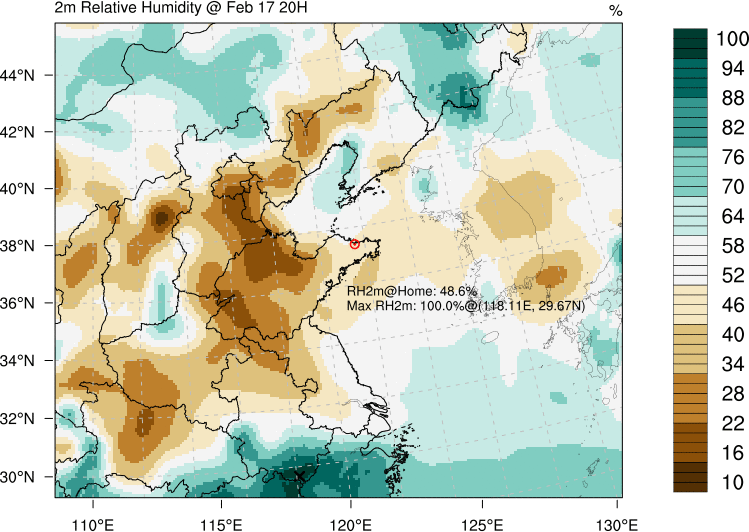 2m Relative Humidity @ Feb 17 20H
%
44°N
42°N
40°N
38°N
36°N
34°N
32°N
30°N
110°E
115°E
120°E
125°E
130°E
RH2m@Home: 48.6%
Max RH2m: 100.0%@(118.11E, 29.67N)
100
94
88
82
76
70
64
58
52
46
40
34
28
22
16
10